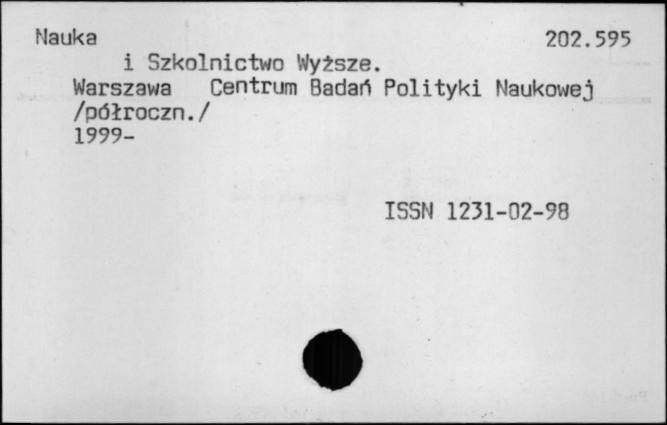 Nauka 202.595
i Szkolnictwo Wyższe.
Warszawa Centrum Badań Polityki Naukowej
/półroczn./
1999-
ISSN 1231-02-98